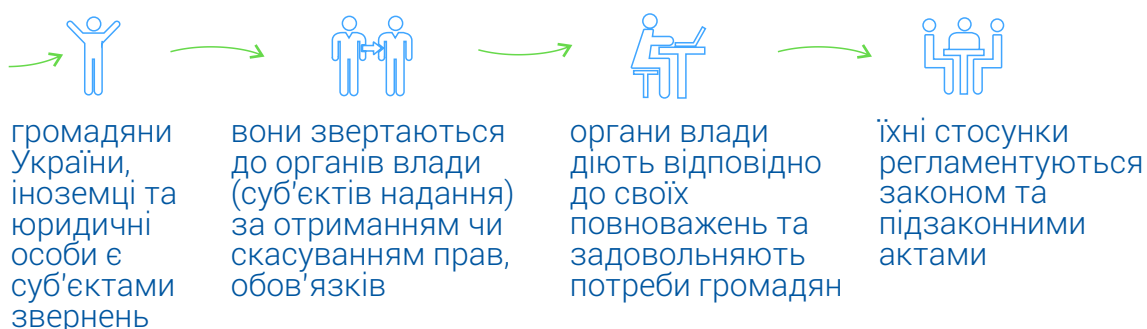 громадяни
України,
іноземці та
юридичні
особи є
суб'єктами
звернень
вони звертаються
до органів влади
(суб'єктів надання)
за отриманням чи
скасуванням прав,
обов'язків
органи влади
діють відповідно
до своїх
повноважень та
задовольняють
потреби громадян
їхні стосунки
регламентуються
законом та
підзаконними
актами